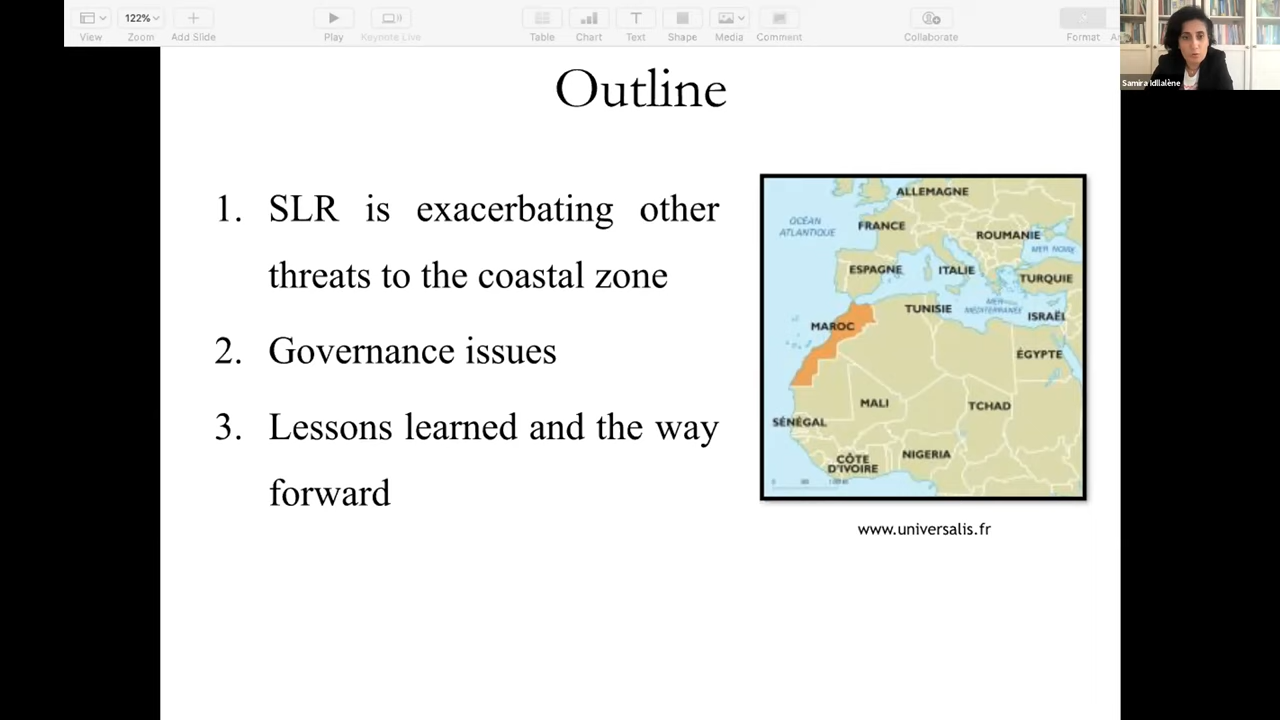 122%
View
Zoom
Add Slide
Play
Keynote Live
Table
Chart
Text
Shape
Media
Comment
Collaborate
Format
Samira Idllalène
Outline
1. SLR is exacerbating other
threats to the coastal zone
2. Governance issues
3. Lessons learned and the way
forward
ALLEMAGNE
OCÉAN
ATLANTIQUE
FRANCE
ROUMANIE
MER NOIRE
ESPAGNE
ITALIE
TURQUIE
TUNISIE
MER
MÉDITERRANÉE
ISRAËL
MAROC
ÉGYPTE
MALI
TCHAD
SÉNÉGAL
CÔTE
D'IVOIRE
NIGERIA
www.universalis.fr